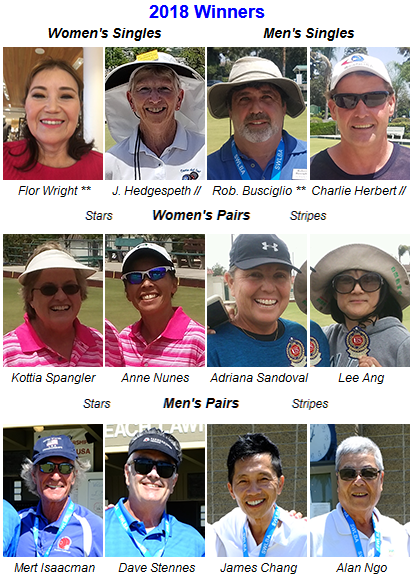 2018 Winners
Women's Singles Men's Singles
SWLBA
Flor Wright ** J. Hedgespeth // Rob. Busciglio ** Charlie Herbert //
Stars Women's Pairs Stripes
Kottia Spangler Anne Nunes Adriana Sandoval Lee Ang
Stars Men's Pairs Stripes
Mert Isaacman Dave Stennes James Chang Alan Ngo